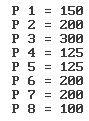 P 1 = 150
P 2 = 200
P 3 = 300
P 4 = 125
P 5 = 125
P 6 = 200
P 7 = 200
P 8 = 100